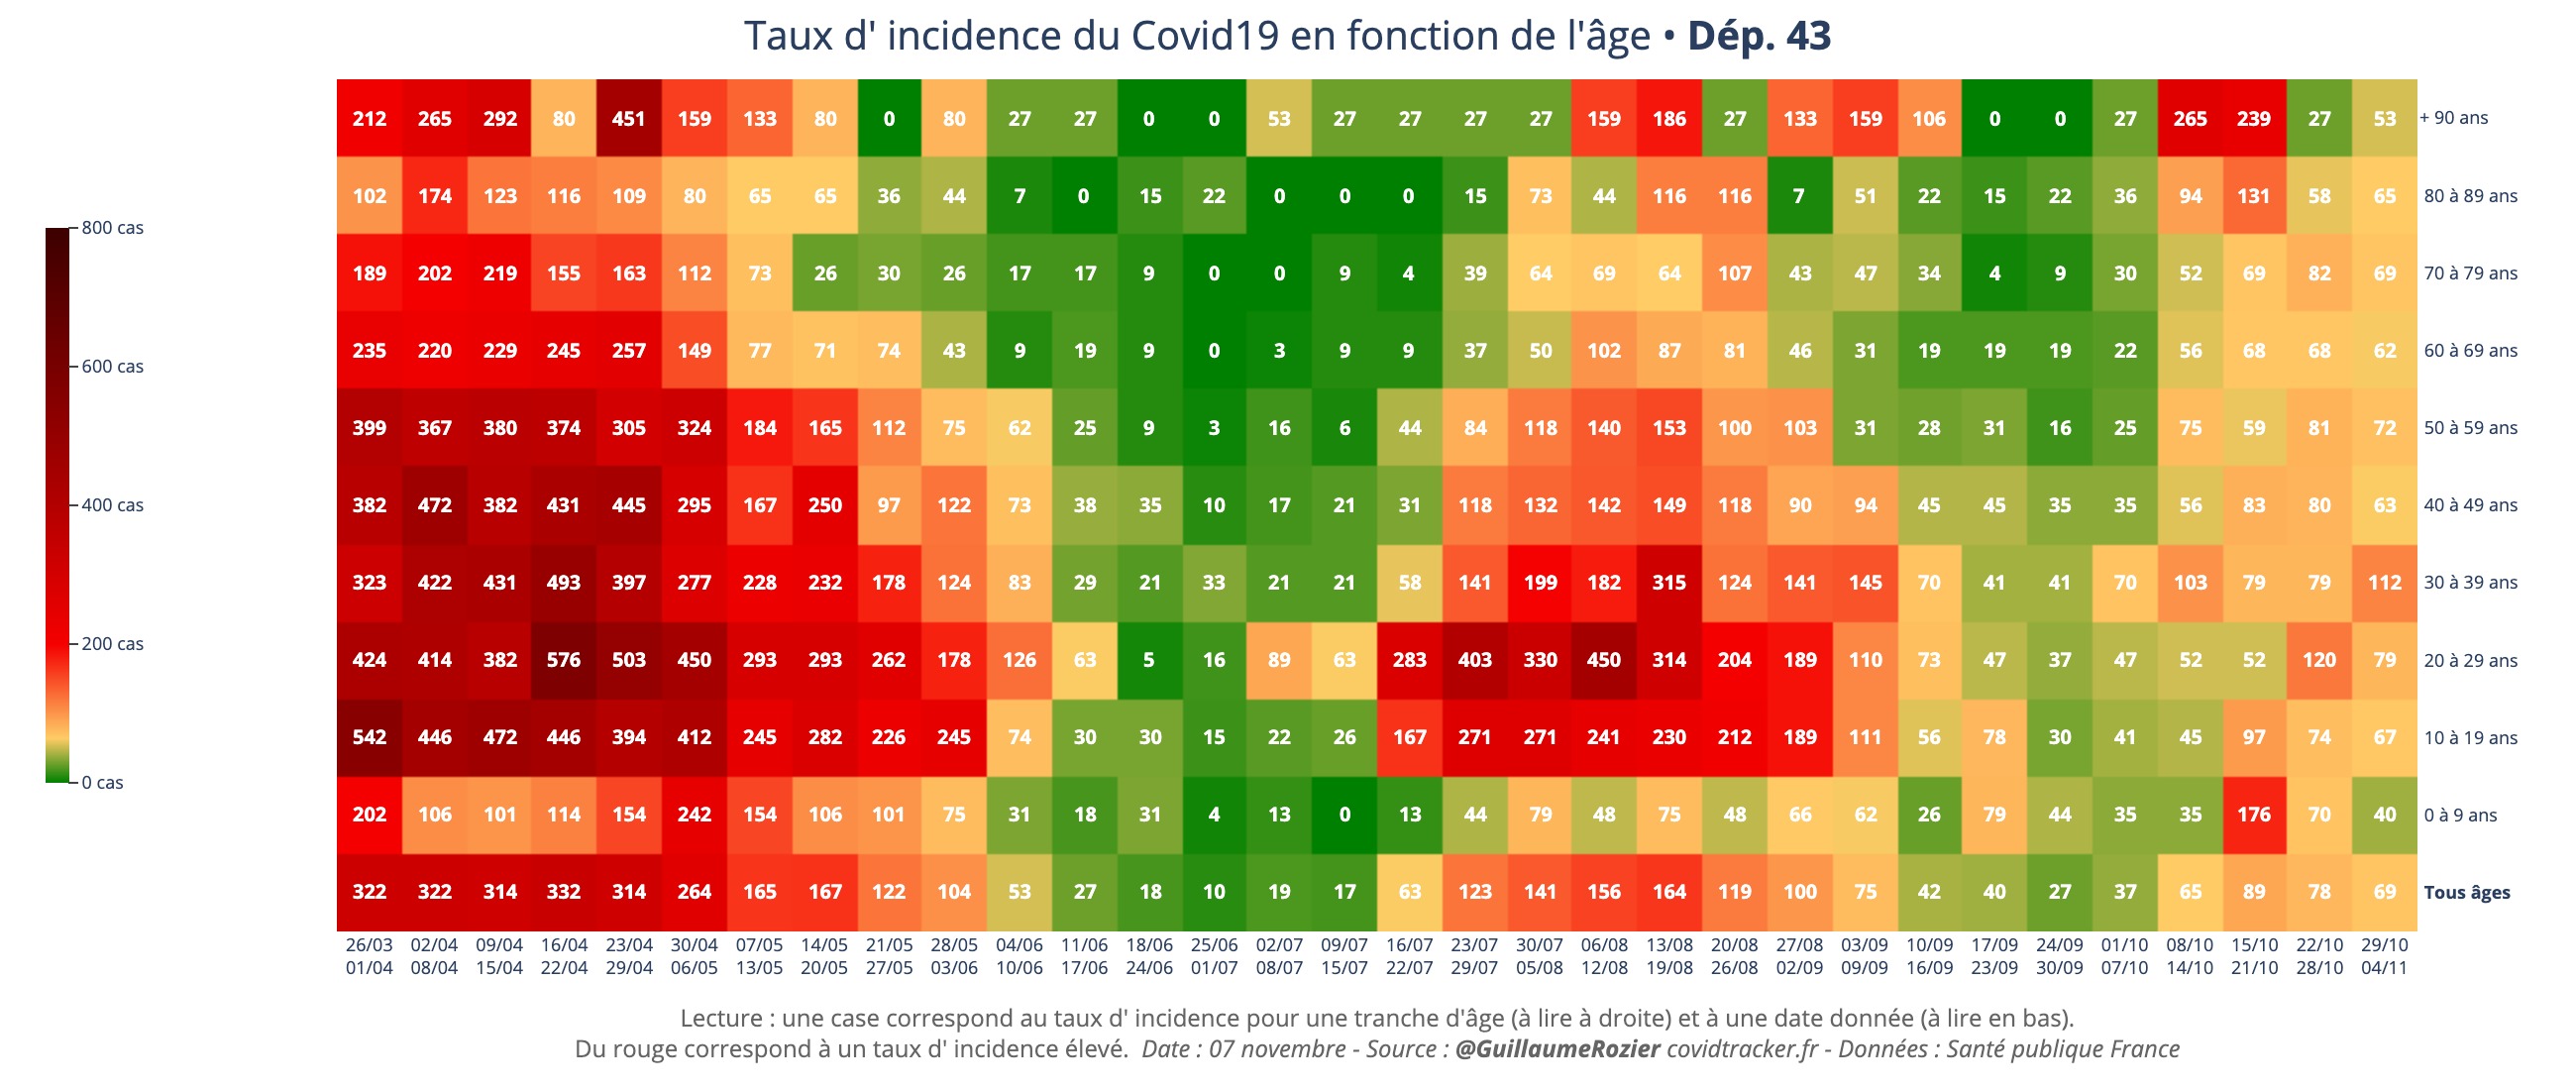 Taux d' incidence du Covid19 en fonction de l'âge • Dép. 43
800 cas
600 cas
400 cas
200 cas
0 cas
212 265 292 80 451 159 133 80 0 80 27 27 0 0 53 27 27 27 27 159 186 27 133 159 106 0 0 27 265 239 27 53 + 90 ans
102 174 123 116 109 80 65 65 36 44 7 0 15 22 0 0 0 15 73 44 116 116 7 51 22 15 22 36 94 131 58 65 80 à 89 ans
189 202 219 155 163 112 73 26 30 26 17 17 9 0 0 9 4 39 64 69 64 107 43 47 34 4 9 30 52 69 82 69 70 à 79 ans
235 220 229 245 257 149 77 71 74 43 9 19 9 0 3 9 9 37 50 102 87 81 46 31 19 19 19 22 56 68 68 62 60 à 69 ans
399 367 380 374 305 324 184 165 112 75 62 25 9 3 16 6 44 84 118 140 153 100 103 31 28 31 16 25 75 59 81 72 50 à 59 ans
382 472 382 431 445 295 167 250 97 122 73 38 35 10 17 21 31 118 132 142 149 118 90 94 45 45 35 35 56 83 80 63 40 à 49 ans
323 422 431 493 397 277 228 232 178 124 83 29 21 33 21 21 58 141 199 182 315 124 141 145 70 41 41 70 103 79 79 112 30 à 39 ans
424 414 382 576 503 450 293 293 262 178 126 63 5 16 89 63 283 403 330 450 314 204 189 110 73 47 37 47 52 52 120 79 20 à 29 ans
542 446 472 446 394 412 245 282 226 245 74 30 30 15 22 26 167 271 271 241 230 212 189 111 56 78 30 41 45 97 74 67 10 à 19 ans
202 106 101 114 154 242 154 106 101 75 31 18 31 4 13 0 13 44 79 48 75 48 66 62 26 79 44 35 35 176 70 40 0 à 9 ans
322 322 314 332 314 264 165 167 122 104 53 27 18 10 19 17 63 123 141 156 164 119 100 75 42 40 27 37 65 89 78 69 Tous âges
26/03 02/04 09/04 16/04 23/04 30/04 07/05 14/05 21/05 28/05 04/06 11/06 18/06 25/06 02/07 09/07 16/07 23/07 30/07 06/08 13/08 20/08 27/08 03/09 10/09 17/09 24/09 01/10 08/10 15/10 22/10 29/10
01/04 08/04 15/04 22/04 29/04 06/05 13/05 20/05 27/05 03/06 10/06 17/06 24/06 01/07 08/07 15/07 22/07 29/07 05/08 12/08 19/08 26/08 02/09 09/09 16/09 23/09 30/09 07/10 14/10 21/10 28/10 04/11
Lecture : une case correspond au taux d' incidence pour une tranche d'âge (à lire à droite) et à une date donnée (à lire en bas).
Du rouge correspond à un taux d' incidence élevé. Date : 07 novembre - Source : @GuillaumeRozier covidtracker.fr - Données : Santé publique France